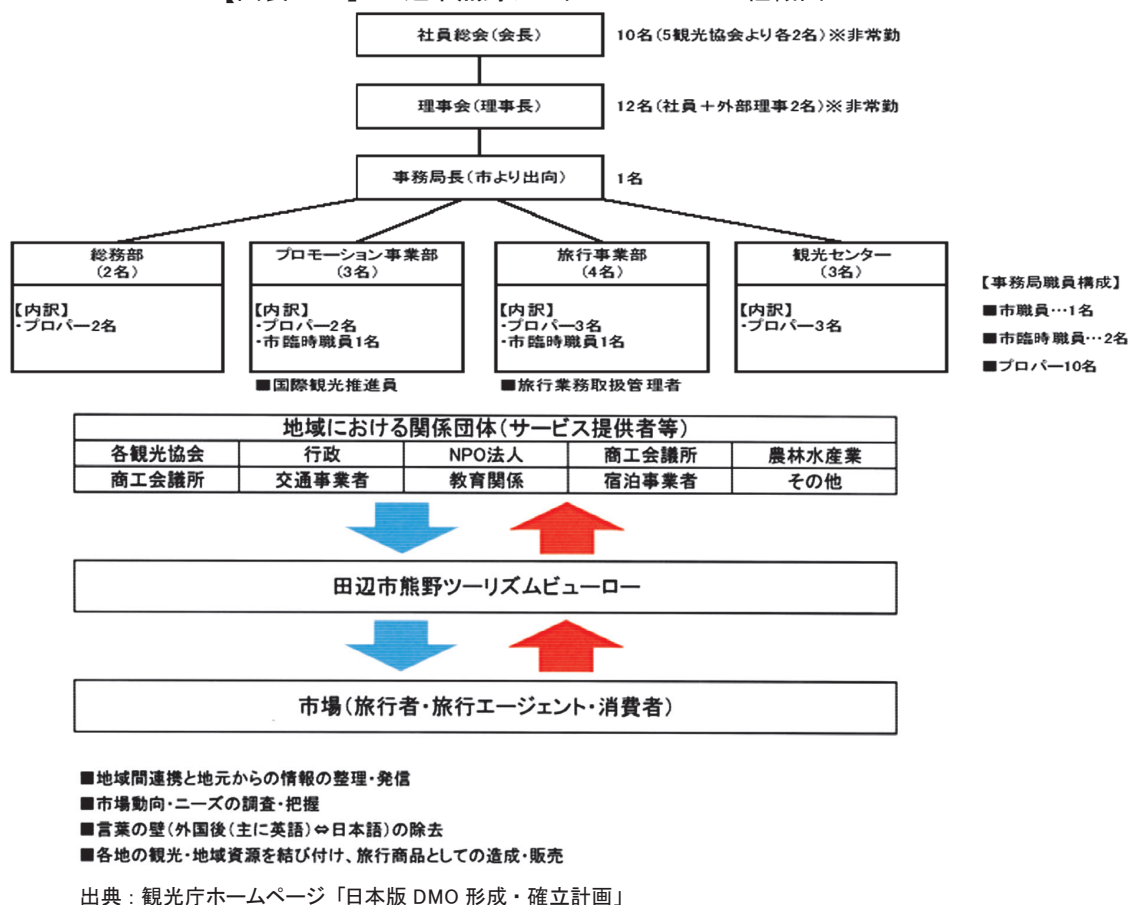 社員総会(会長)
10名(5観光協会より各2名)※非常勤
理事会(理事長)
12名(社員+外部理事2名)※非常勤
事務局長(市より出向)
1名
総務部
(2名)
【内訳】
・プロパー2名
プロモーション事業部
(3名)
【内訳】
・プロパー2名
・市臨時職員1名
■国際観光推進員
旅行事業部
(4名)
【内訳】
・プロパー3名
・市臨時職員1名
■旅行業務取扱管理者
観光センター
(3名)
【内訳】
・プロパー3名
【事務局職員構成】
■市職員…1名
■市臨時職員…2名
■プロパー10名
地域における関係団体(サービス提供者等)
各観光協会 行政 NPO法人 商工会議所 農林水産業
商工会議所 交通事業者 教育関係 宿泊事業者 その他
田辺市熊野ツーリズムビューロー
市場(旅行者・旅行エージェント・消費者)
■地域間連携と地元からの情報の整理・発信
■市場動向・ニーズの調査・把握
■言葉の壁(外国後(主に英語)⇔日本語)の除去
■各地の観光・地域資源を結び付け、旅行商品としての造成・販売
出典:観光庁ホームページ「日本版 DMO 形成・確立計画」